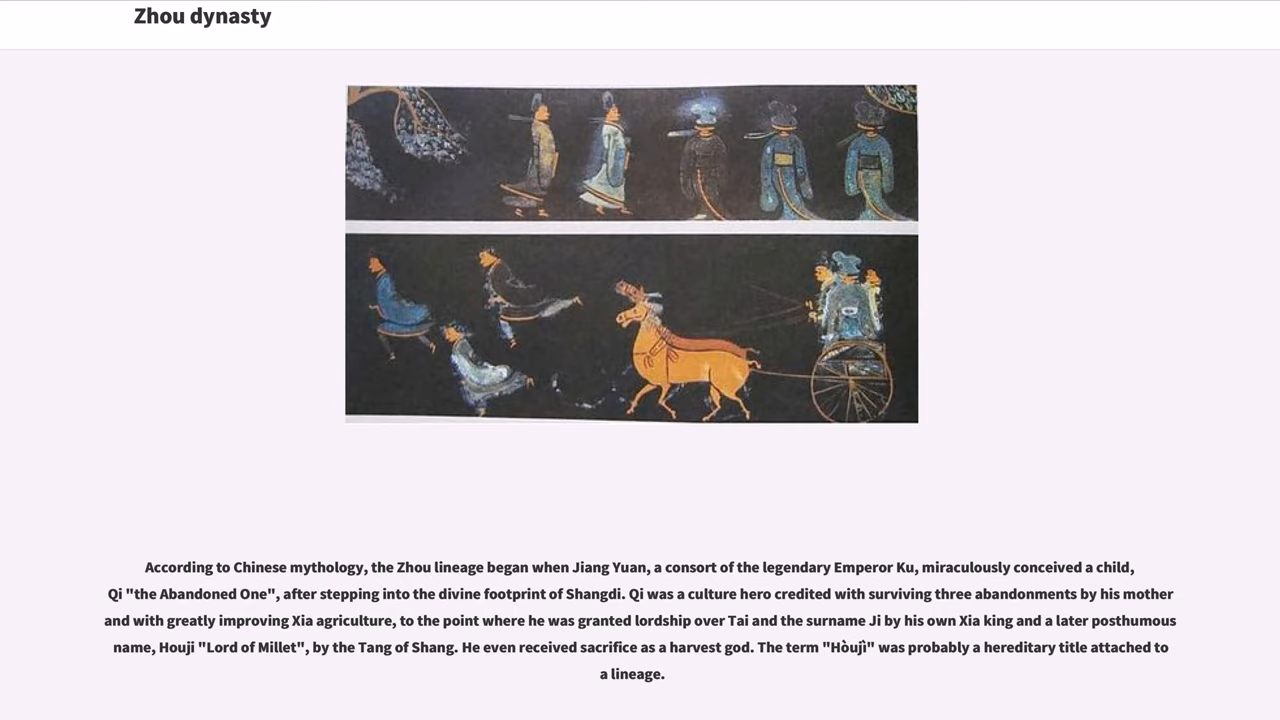 Zhou dynasty
According to Chinese mythology, the Zhou lineage began when Jiang Yuan, a consort of the legendary Emperor Ku, miraculously conceived a child,
Qi "the Abandoned One", after stepping into the divine footprint of Shangdi. Qi was a culture hero credited with surviving three abandonments by his mother
and with greatly improving Xia agriculture, to the point where he was granted lordship over Tai and the surname Ji by his own Xia king and a later posthumous
name, Houji "Lord of Millet", by the Tang of Shang. He even received sacrifice as a harvest god. The term "Hòujì" was probably a hereditary title attached to
a lineage.